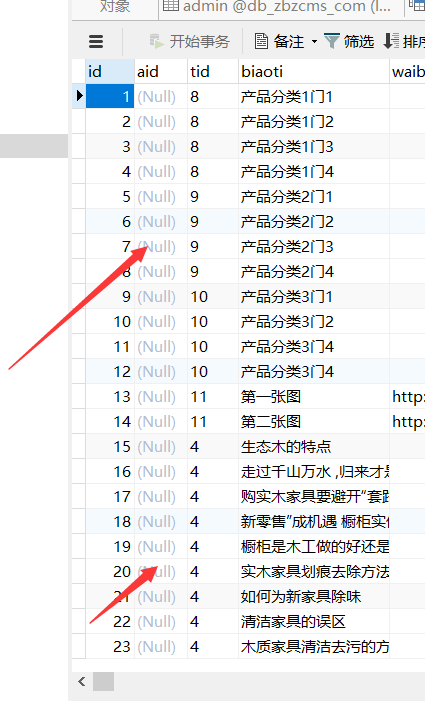 对象 admin @db_zbzcms_com (l...
开始事务 备注 筛选 排序
id aid tid biaoti waib
1 (Null) 8 产品分类1门1
2 (Null) 8 产品分类1门2
3 (Null) 8 产品分类1门3
4 (Null) 8 产品分类1门4
5 (Null) 9 产品分类2门1
6 (Null) 9 产品分类2门2
7 (Null) 9 产品分类2门3
8 (Null) 9 产品分类2门4
9 (Null) 10 产品分类3门1
10 (Null) 10 产品分类3门2
11 (Null) 10 产品分类3门4
12 (Null) 10 产品分类3门4
13 (Null) 11 第一张图 http:
14 (Null) 11 第二张图 http:
15 (Null) 4 生态木的特点
16 (Null) 4 走过千山万水 ,归来才是
17 (Null) 4 购实木家具要避开“套路
18 (Null) 4 新零售”成机遇 橱柜实体
19 (Null) 4 橱柜是木工做的好还是
20 (Null) 4 实木家具划痕去除方法
21 (Null) 4 如何为新家具除味
22 (Null) 4 清洁家具的误区
23 (Null) 4 木质家具清洁去污的方